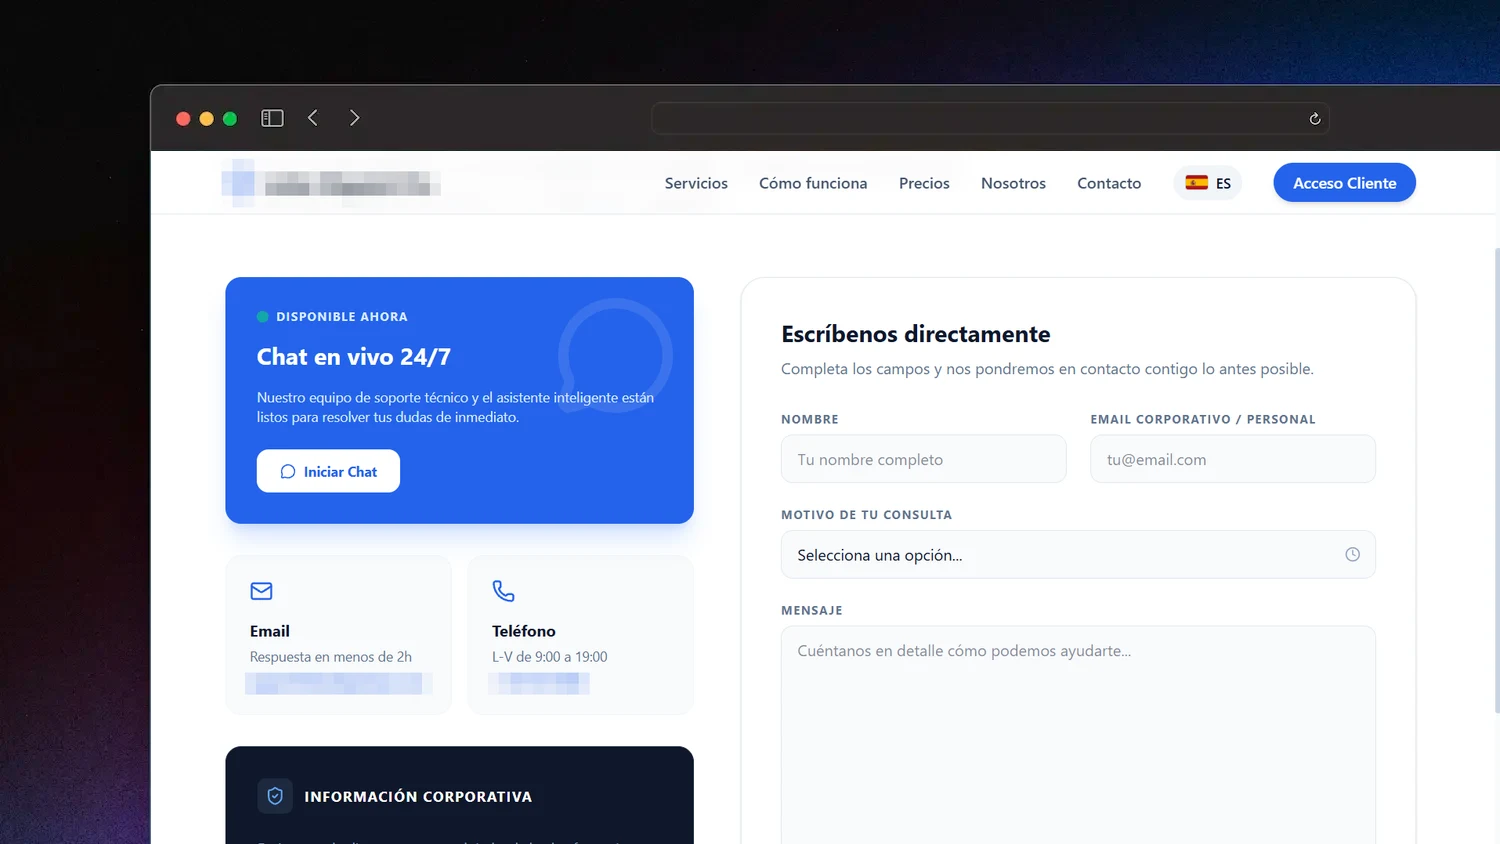 Servicios
Cómo funciona
Precios
Nosotros
Contacto
ES
Acceso Cliente
DISPONIBLE AHORA
Chat en vivo 24/7
Nuestro equipo de soporte técnico y el asistente inteligente están
listos para resolver tus dudas de inmediato.
Iniciar Chat
Email
Respuesta en menos de 2h
Teléfono
L-V de 9:00 a 19:00
INFORMACIÓN CORPORATIVA
Escríbenos directamente
Completa los campos y nos pondremos en contacto contigo lo antes posible.
NOMBRE
Tu nombre completo
EMAIL CORPORATIVO / PERSONAL
tu@email.com
MOTIVO DE TU CONSULTA
Selecciona una opción...
MENSAJE
Cuéntanos en detalle cómo podemos ayudarte...